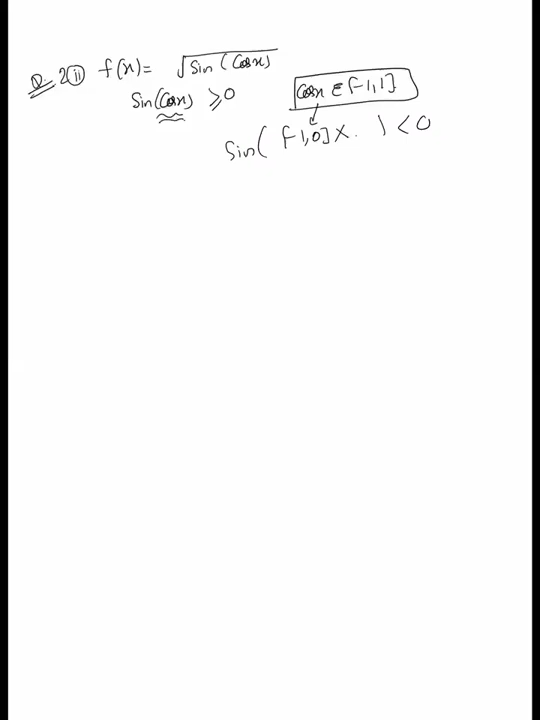 Q. 2(ii) f(x) = √sin(cosx)
sin(cosx) ≥ 0
cosx ∈ [-1,1]
sin( [-1,0] x. ) < 0